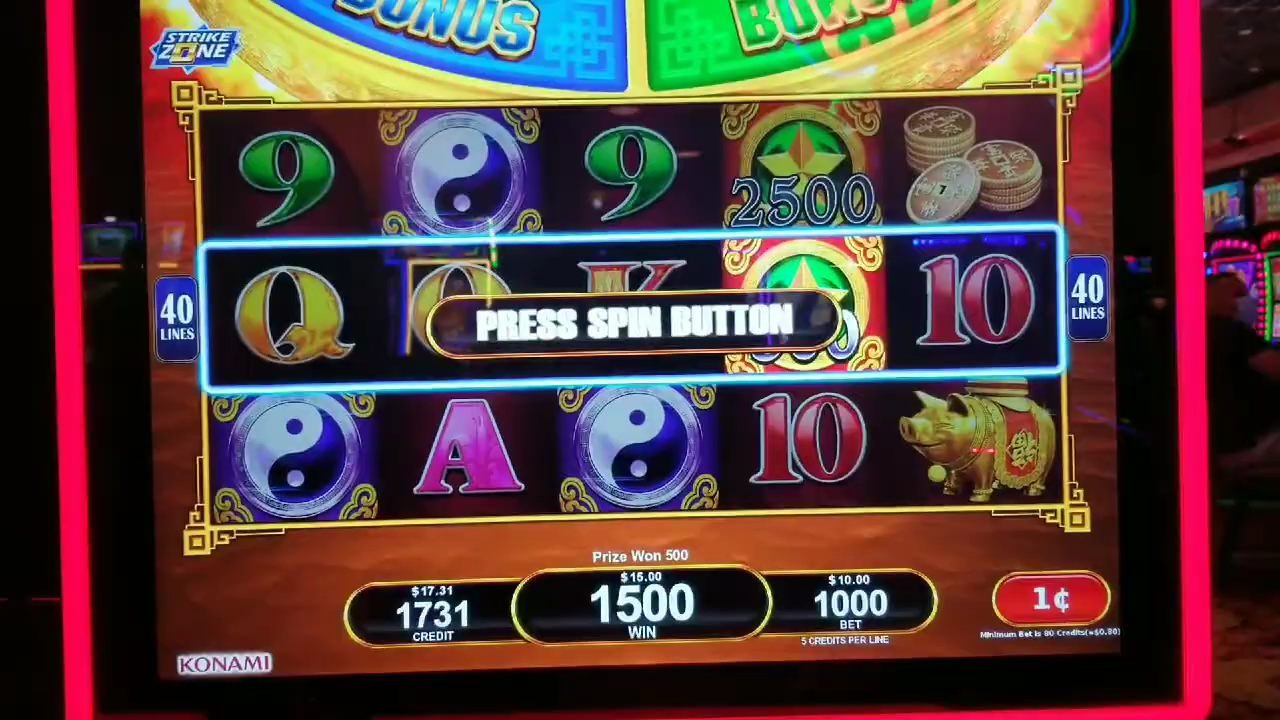 BONUS
BONUS
STRIKE
ZONE
9
9
2500
Q
K
10
PRESS SPIN BUTTON
40
LINES
40
LINES
A
10
Prize Won 500
$17.31
1731
CREDIT
$15.00
1500
WIN
$10.00
1000
BET
5 CREDITS PER LINE
1¢
Minimum Bet is 80 Credits(=$0.80)
KONAMI